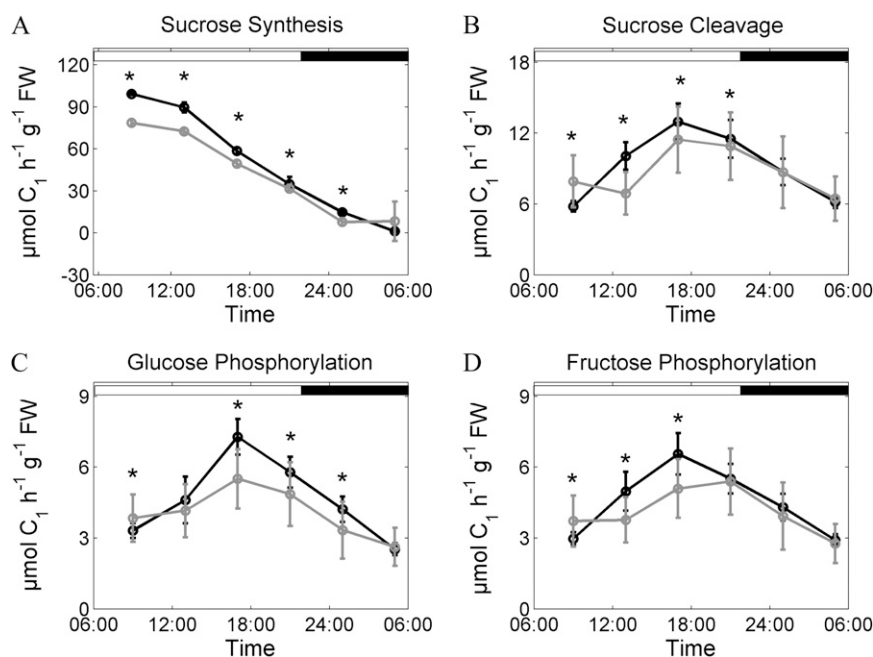 A
Sucrose Synthesis
120
90
60
30
0
-30
µmol C₁ h⁻¹ g⁻¹ FW
* * * * *
06:00 12:00 18:00 24:00 06:00
Time
B
Sucrose Cleavage
18
12
6
0
µmol C₁ h⁻¹ g⁻¹ FW
* * * *
06:00 12:00 18:00 24:00 06:00
Time
C
Glucose Phosphorylation
9
6
3
0
µmol C₁ h⁻¹ g⁻¹ FW
* * * *
06:00 12:00 18:00 24:00 06:00
Time
D
Fructose Phosphorylation
9
6
3
0
µmol C₁ h⁻¹ g⁻¹ FW
* * *
06:00 12:00 18:00 24:00 06:00
Time